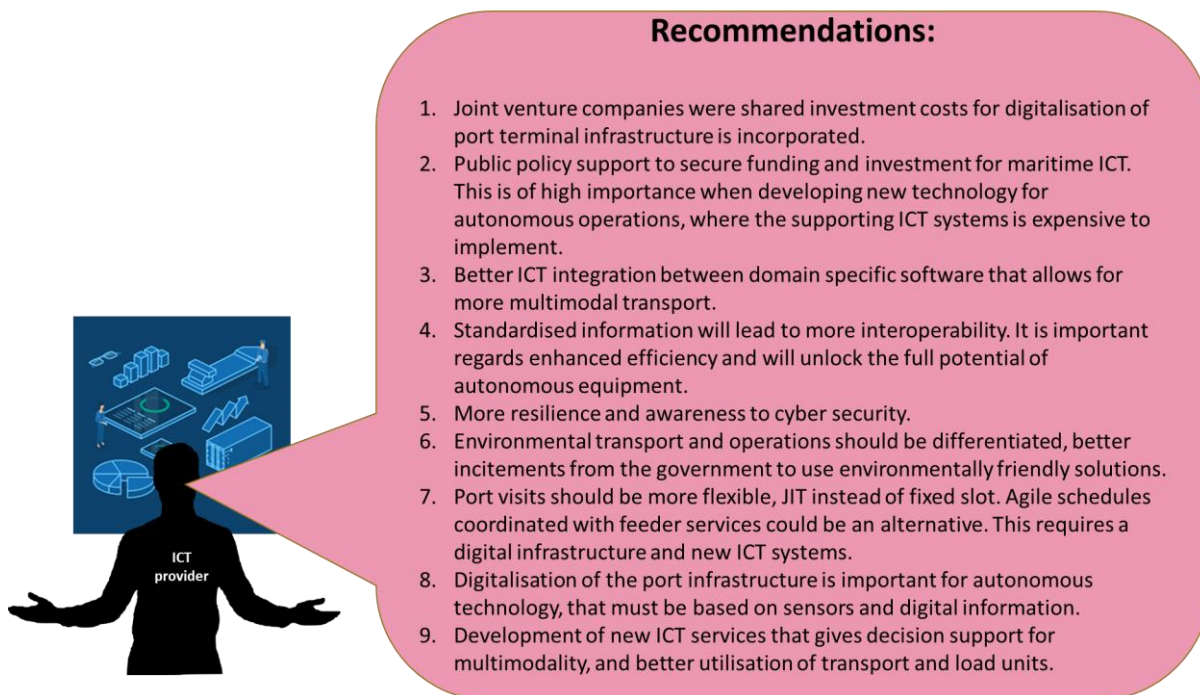 Recommendations:
1. Joint venture companies were shared investment costs for digitalisation of
port terminal infrastructure is incorporated.
2. Public policy support to secure funding and investment for maritime ICT.
This is of high importance when developing new technology for
autonomous operations, where the supporting ICT systems is expensive to
implement.
3. Better ICT integration between domain specific software that allows for
more multimodal transport.
4. Standardised information will lead to more interoperability. It is important
regards enhanced efficiency and will unlock the full potential of
autonomous equipment.
5. More resilience and awareness to cyber security.
6. Environmental transport and operations should be differentiated, better
incitements from the government to use environmentally friendly solutions.
7. Port visits should be more flexible, JIT instead of fixed slot. Agile schedules
coordinated with feeder services could be an alternative. This requires a
digital infrastructure and new ICT systems.
8. Digitalisation of the port infrastructure is important for autonomous
technology, that must be based on sensors and digital information.
9. Development of new ICT services that gives decision support for
multimodality, and better utilisation of transport and load units.
ICT
provider